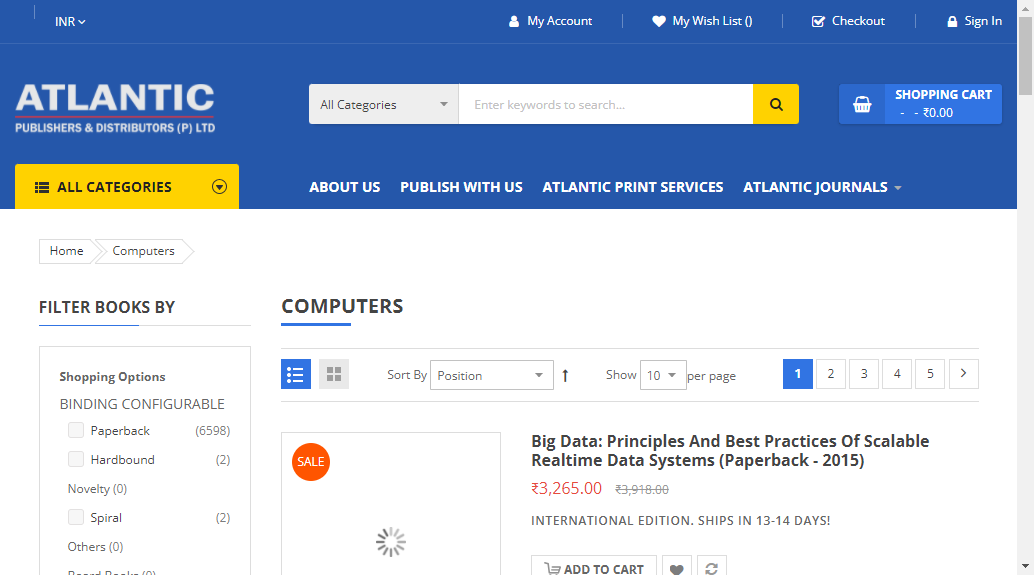 INR
My Account
My Wish List ()
Checkout
Sign In
ATLANTIC
PUBLISHERS & DISTRIBUTORS (P) LTD
All Categories
Enter keywords to search...
SHOPPING CART
- - ₹0.00
ALL CATEGORIES
ABOUT US
PUBLISH WITH US
ATLANTIC PRINT SERVICES
ATLANTIC JOURNALS
Home
Computers
FILTER BOOKS BY
Shopping Options
BINDING CONFIGURABLE
Paperback (6598)
Hardbound (2)
Novelty (0)
Spiral (2)
Others (0)
Board Books (0)
COMPUTERS
Sort By Position
Show 10 per page
1 2 3 4 5
SALE
Big Data: Principles And Best Practices Of Scalable
Realtime Data Systems (Paperback - 2015)
₹3,265.00 ₹3,918.00
INTERNATIONAL EDITION. SHIPS IN 13-14 DAYS!
ADD TO CART